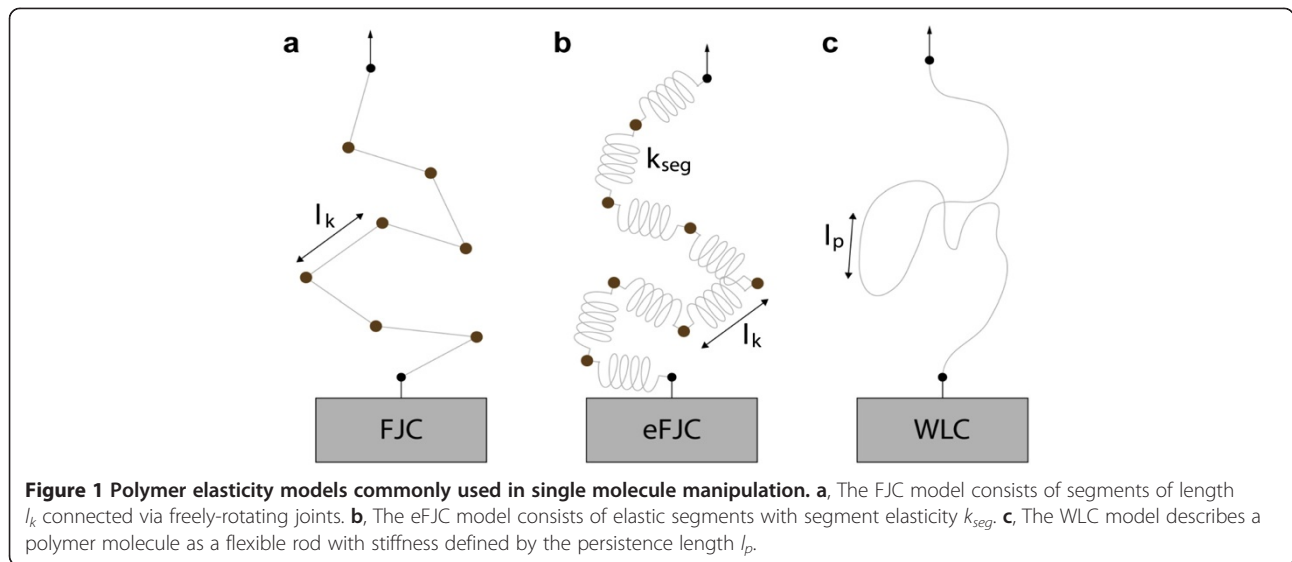 a
b
c
l_k
k_seg
l_k
l_p
FJC
eFJC
WLC
Figure 1 Polymer elasticity models commonly used in single molecule manipulation. a, The FJC model consists of segments of length
l_k connected via freely-rotating joints. b, The eFJC model consists of elastic segments with segment elasticity k_seg. c, The WLC model describes a
polymer molecule as a flexible rod with stiffness defined by the persistence length l_p.